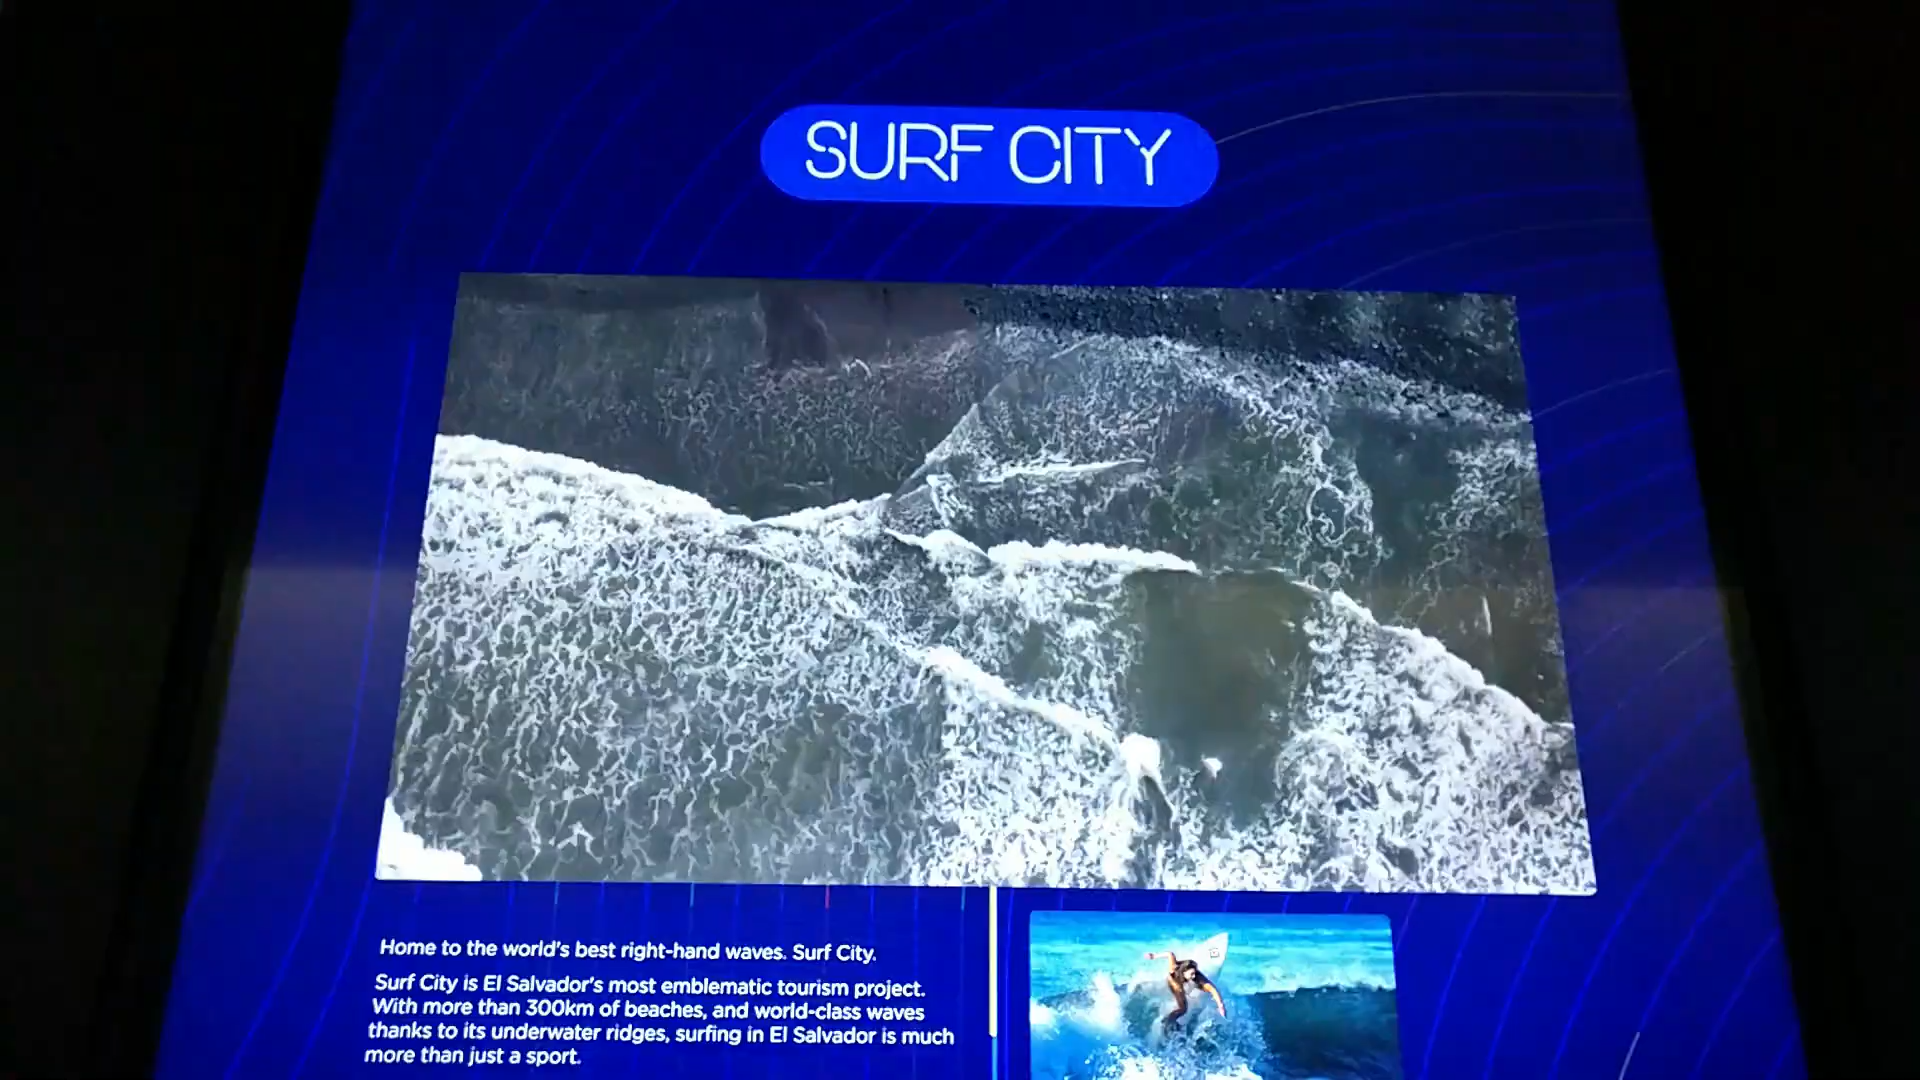 SURF CITY
Home to the world's best right-hand waves. Surf City.
Surf City is El Salvador's most emblematic tourism project.
With more than 300km of beaches, and world-class waves
thanks to its underwater ridges, surfing in El Salvador is much
more than just a sport.